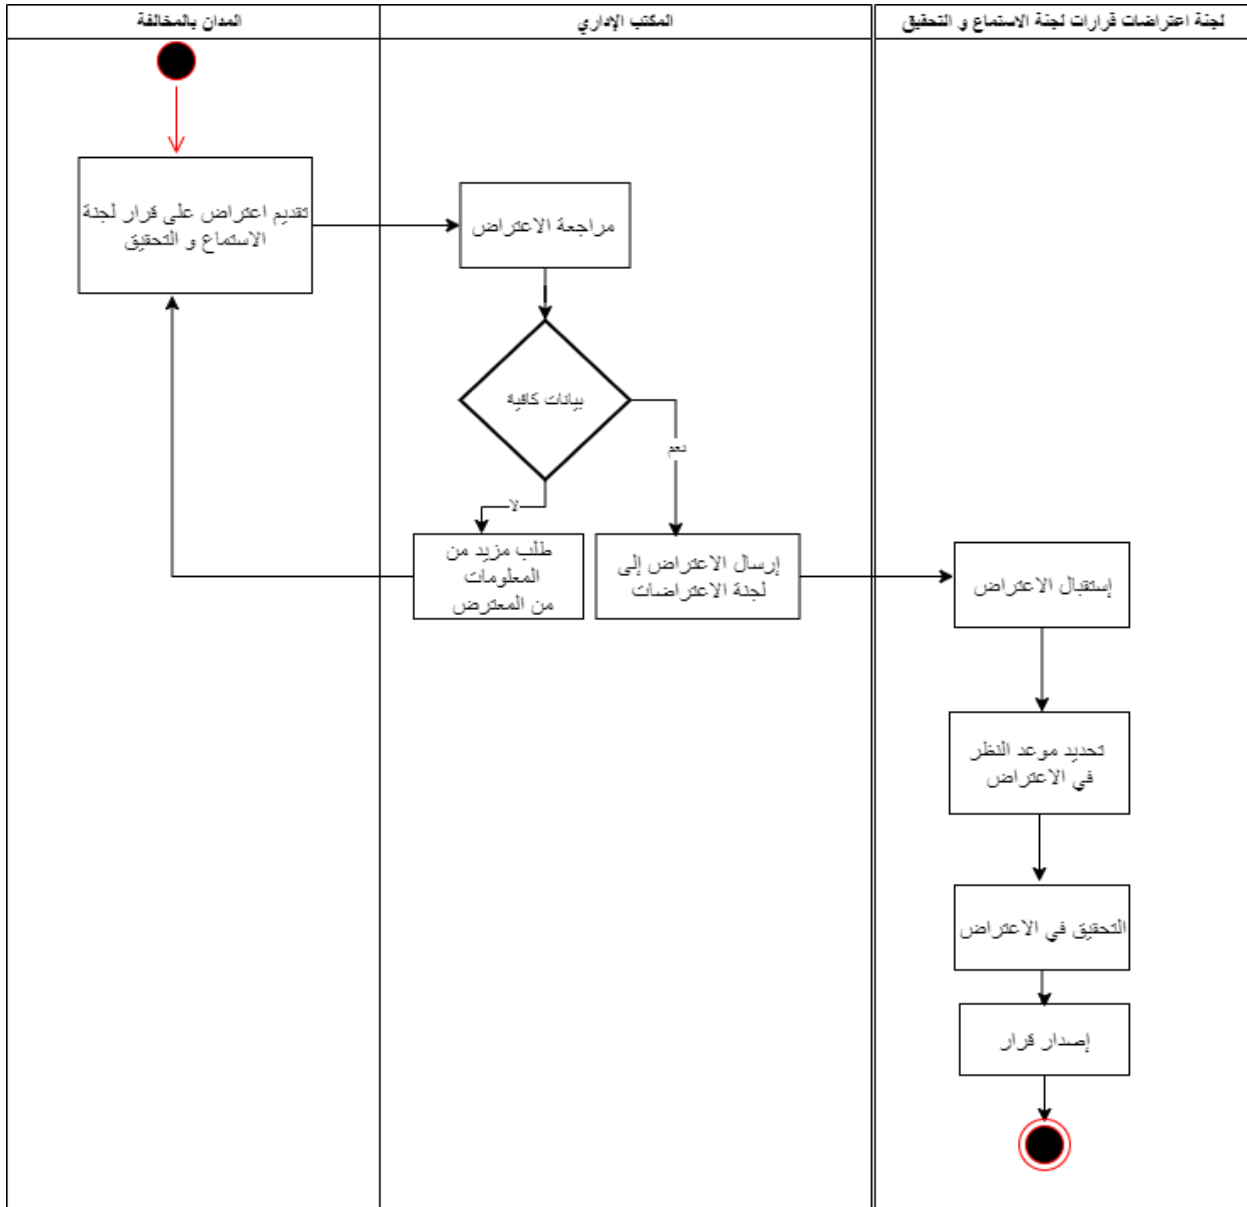 المدان بالمخالفة
المكتب الإداري
لجنة اعتراضات قرارات لجنة الاستماع و التحقيق
تقديم اعتراض على قرار لجنة
الاستماع و التحقيق
مراجعة الاعتراض
بيانات كافية
نعم
لا
طلب مزيد من
المعلومات
من المعترض
إرسال الاعتراض إلى
لجنة الاعتراضات
إستقبال الاعتراض
تحديد موعد النظر
في الاعتراض
التحقيق في الاعتراض
إصدار قرار